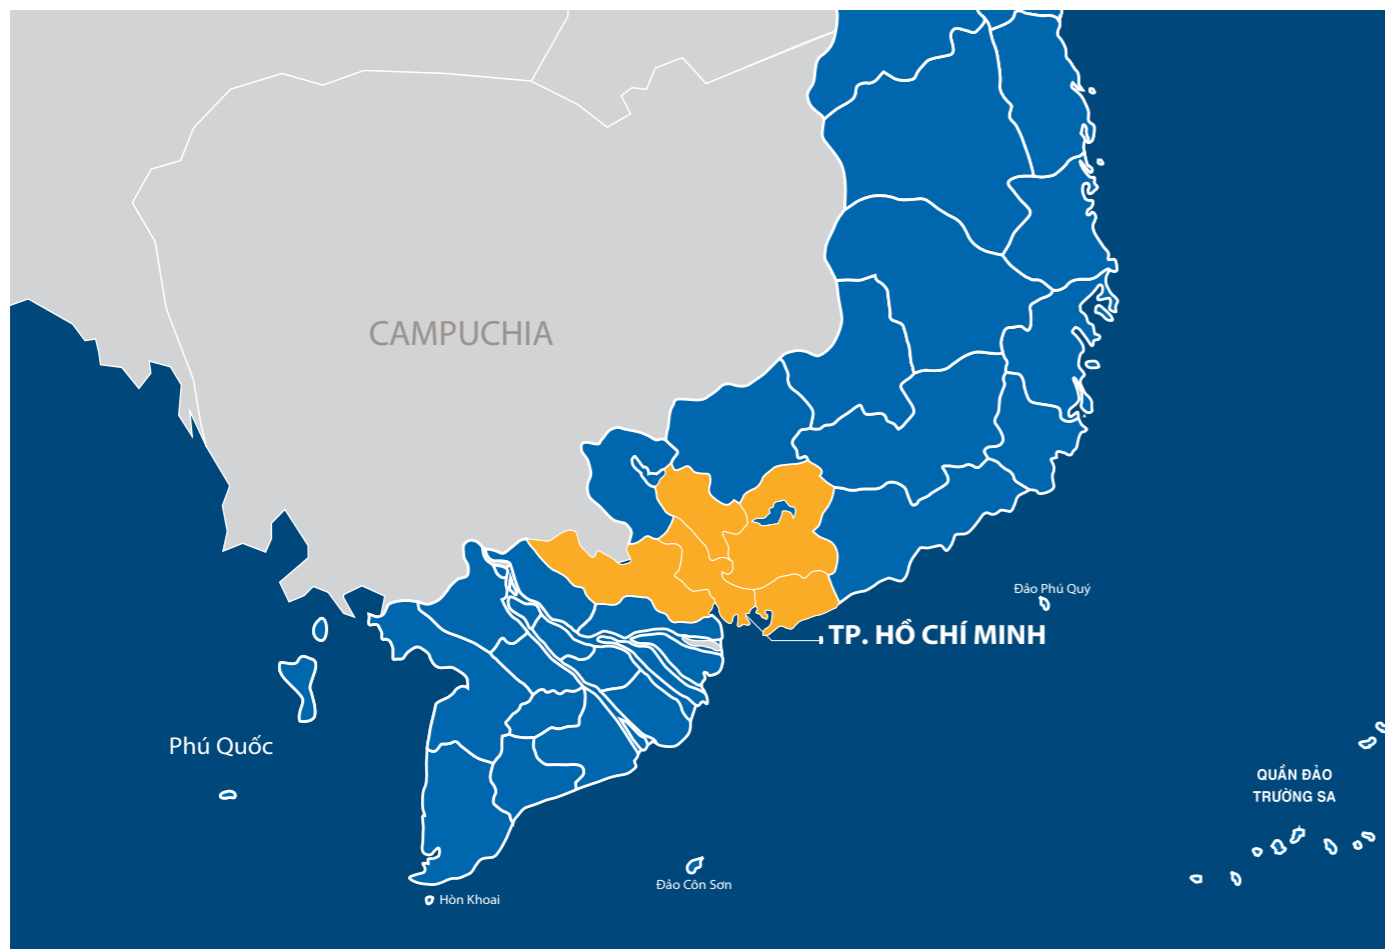 CAMPUCHIA
Đảo Phú Quý
TP. HỒ CHÍ MINH
Phú Quốc
QUẦN ĐẢO
TRƯỜNG SA
Đảo Côn Sơn
Hòn Khoai